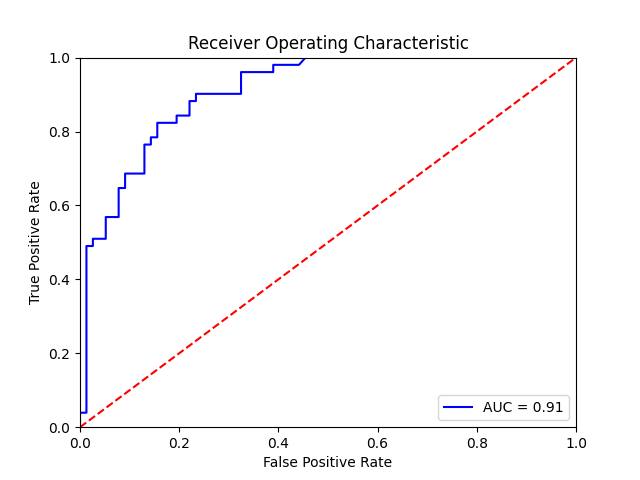 Receiver Operating Characteristic
1.0
0.8
0.6
0.4
0.2
0.0
True Positive Rate
AUC = 0.91
0.0 0.2 0.4 0.6 0.8 1.0
False Positive Rate